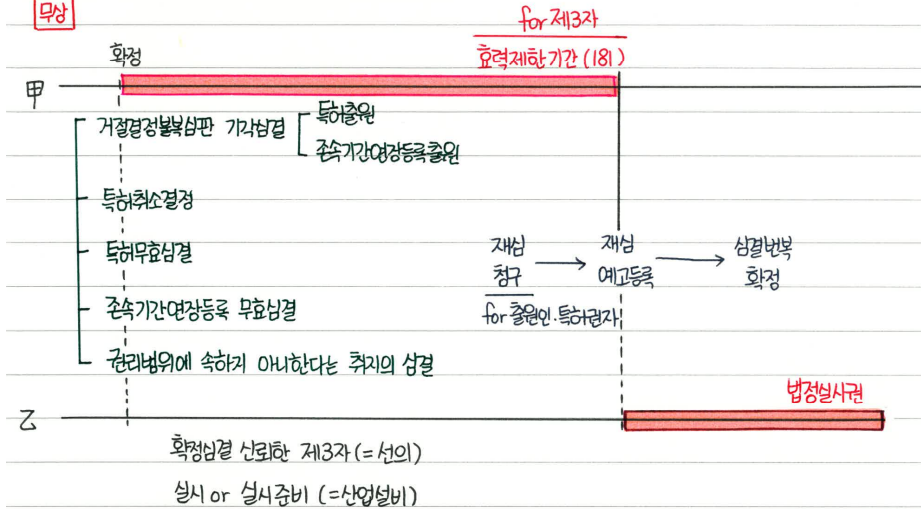 무상
for 제3자
효력제한기간 (181)
확정
甲
거절결정불복심판 기각심결
특허출원
존속기간연장등록출원
특허취소결정
특허무효심결
존속기간연장등록 무효심결
권리범위에 속하지 아니한다는 취지의 심결
재심
청구
for 출원인·특허권자
재심
예고등록
심결번복
확정
법정실시권
乙
확정심결 신뢰한 제3자 (=선의)
실시 or 실시준비 (=산업설비)